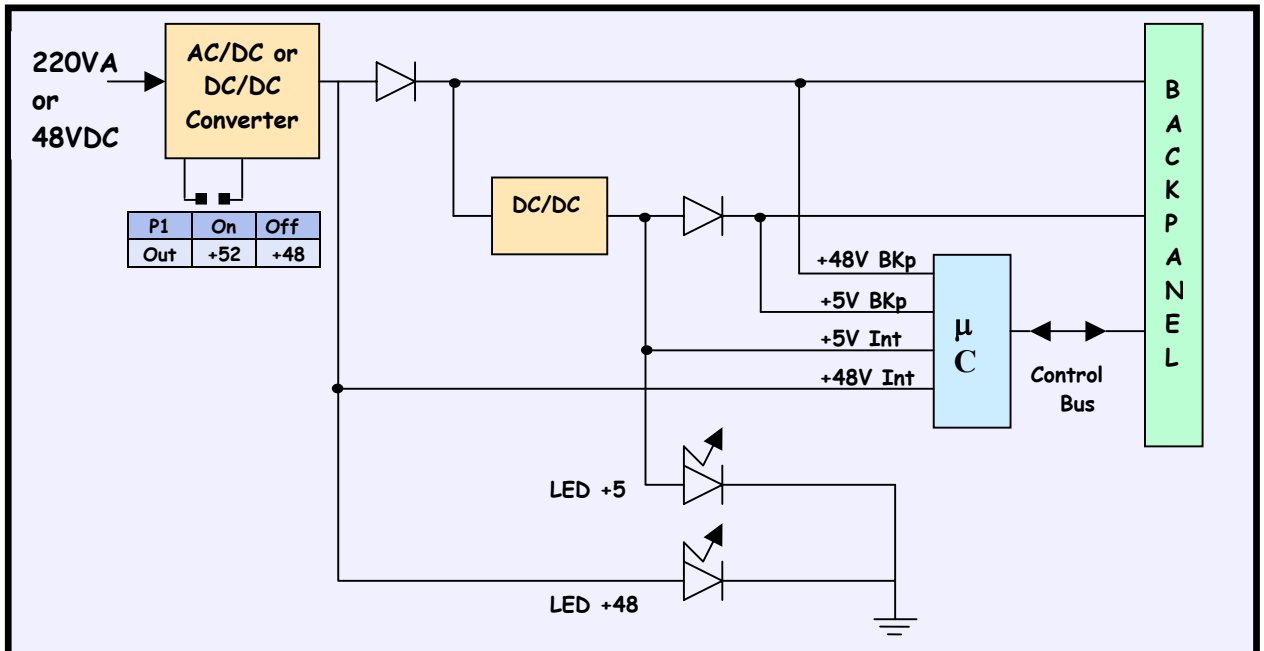 220VA
or
48VDC
AC/DC or
DC/DC
Converter
P1 On Off
Out +52 +48
DC/DC
+48V BKp
+5V BKp
+5V Int
+48V Int
µ
C
Control
Bus
B
A
C
K
P
A
N
E
L
LED +5
LED +48